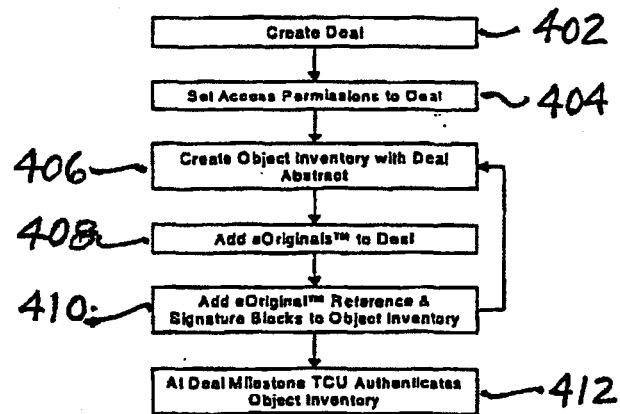 Create Deal
402
Set Access Permissions to Deal
404
406
Create Object Inventory with Deal
Abstract
408
Add eOriginals™ to Deal
410
Add eOriginal™ Reference &
Signature Blocks to Object Inventory
At Deal Milestone TCU Authenticates
Object Inventory
412